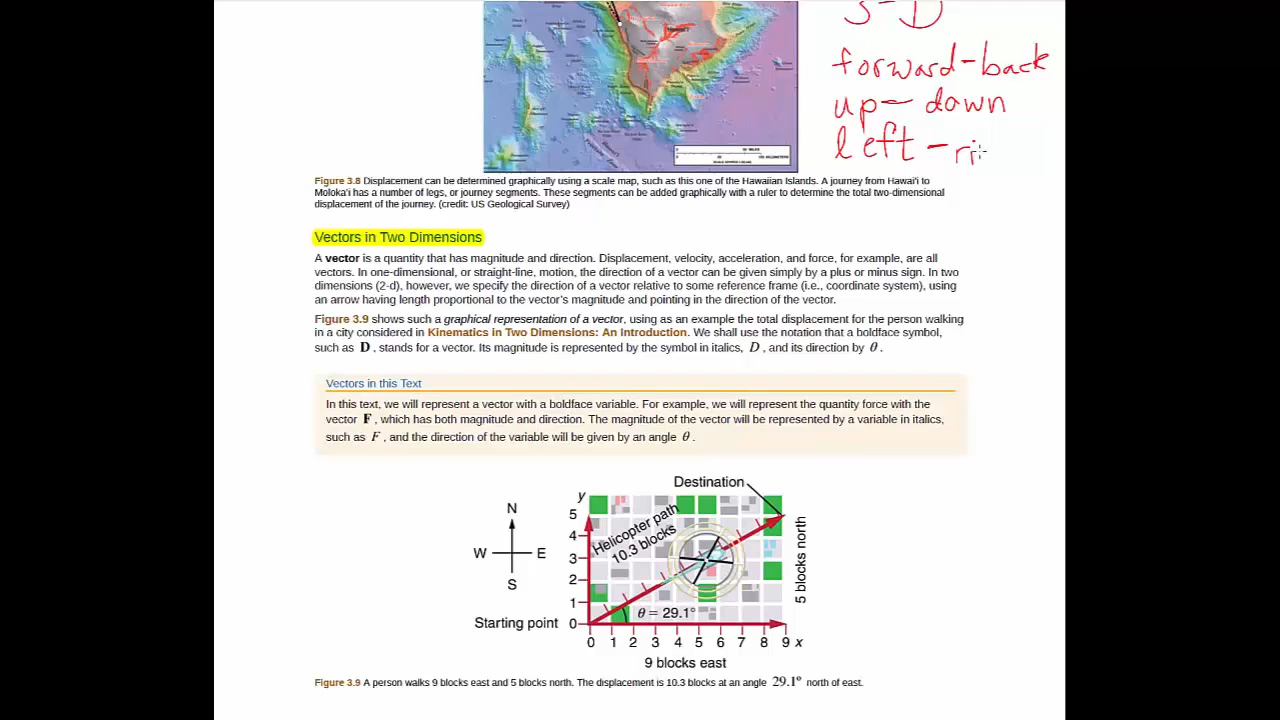 3-D
forward-back
up- down
left - ri
Hawai'i
Figure 3.8 Displacement can be determined graphically using a scale map, such as this one of the Hawaiian Islands. A journey from Hawai'i to
Moloka'i has a number of legs, or journey segments. These segments can be added graphically with a ruler to determine the total two-dimensional
displacement of the journey. (credit: US Geological Survey)
Vectors in Two Dimensions
A vector is a quantity that has magnitude and direction. Displacement, velocity, acceleration, and force, for example, are all
vectors. In one-dimensional, or straight-line, motion, the direction of a vector can be given simply by a plus or minus sign. In two
dimensions (2-d), however, we specify the direction of a vector relative to some reference frame (i.e., coordinate system), using
an arrow having length proportional to the vector's magnitude and pointing in the direction of the vector.
Figure 3.9 shows such a graphical representation of a vector, using as an example the total displacement for the person walking
in a city considered in Kinematics in Two Dimensions: An Introduction. We shall use the notation that a boldface symbol,
such as D , stands for a vector. Its magnitude is represented by the symbol in italics, D , and its direction by θ .
Vectors in this Text
In this text, we will represent a vector with a boldface variable. For example, we will represent the quantity force with the
vector F , which has both magnitude and direction. The magnitude of the vector will be represented by a variable in italics,
such as F , and the direction of the variable will be given by an angle θ .
Destination
N
W E
S
y
5
4
3
2
1
0
Helicopter path
10.3 blocks
θ = 29.1°
5 blocks north
Starting point
0 1 2 3 4 5 6 7 8 9 x
9 blocks east
Figure 3.9 A person walks 9 blocks east and 5 blocks north. The displacement is 10.3 blocks at an angle 29.1º north of east.